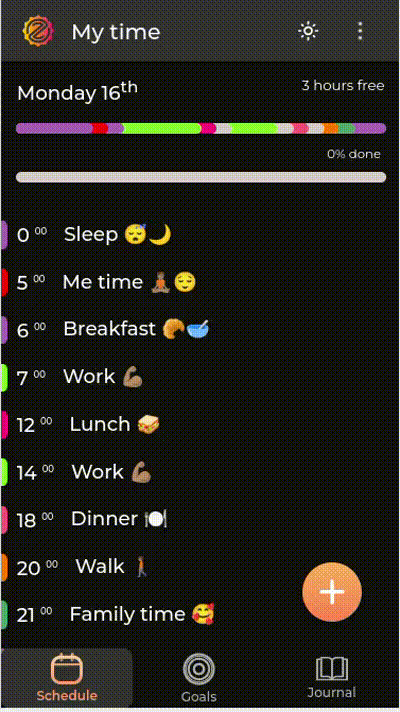 My time
Monday 16th
3 hours free
0% done
0 00 Sleep 😴🌙
5 00 Me time 🧘🏾😌
6 00 Breakfast 🥐🥣
7 00 Work 💪🏽
12 00 Lunch 🥪
14 00 Work 💪🏽
18 00 Dinner 🍽️
20 00 Walk 🚶🏽
21 00 Family time 🥰
Schedule
Goals
Journal